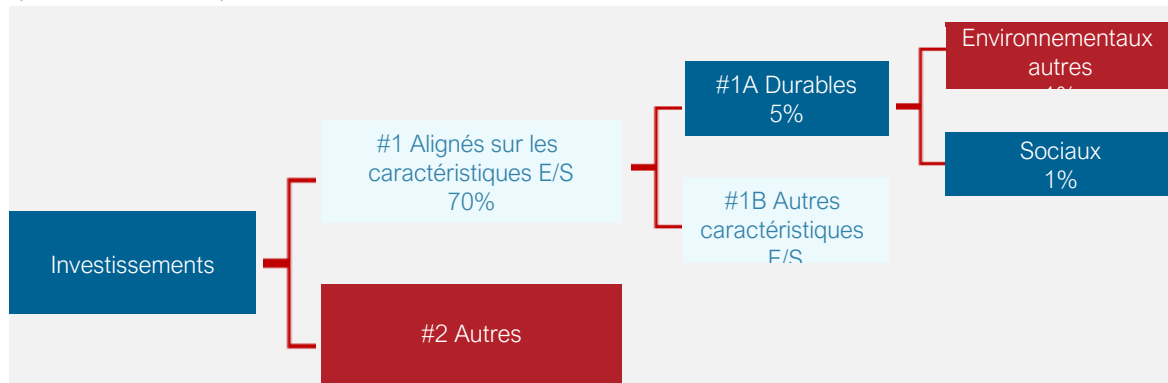 Investissements
#1 Alignés sur les
caractéristiques E/S
70%
#2 Autres
#1A Durables
5%
#1B Autres
caractéristiques
E/S
Environnementaux
autres
Sociaux
1%